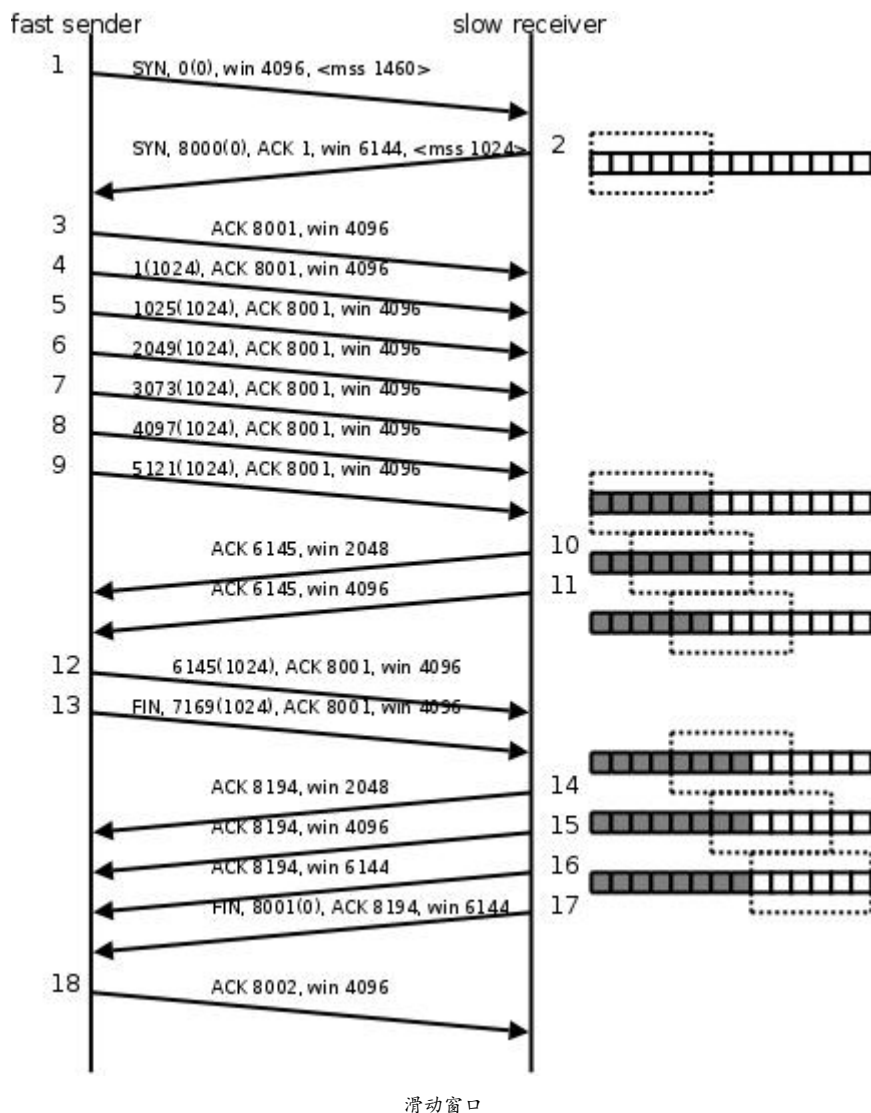 fast sender
slow receiver
1
SYN, 0(0), win 4096, <mss 1460>
SYN, 8000(0), ACK 1, win 6144, <mss 1024>
2
3
ACK 8001, win 4096
4
1(1024), ACK 8001, win 4096
5
1025(1024), ACK 8001, win 4096
6
2049(1024), ACK 8001, win 4096
7
3073(1024), ACK 8001, win 4096
8
4097(1024), ACK 8001, win 4096
9
5121(1024), ACK 8001, win 4096
ACK 6145, win 2048
10
ACK 6145, win 4096
11
12
6145(1024), ACK 8001, win 4096
13
FIN, 7169(1024), ACK 8001, win 4096
ACK 8194, win 2048
14
ACK 8194, win 4096
15
ACK 8194, win 6144
16
FIN, 8001(0), ACK 8194, win 6144
17
18
ACK 8002, win 4096
滑动窗口